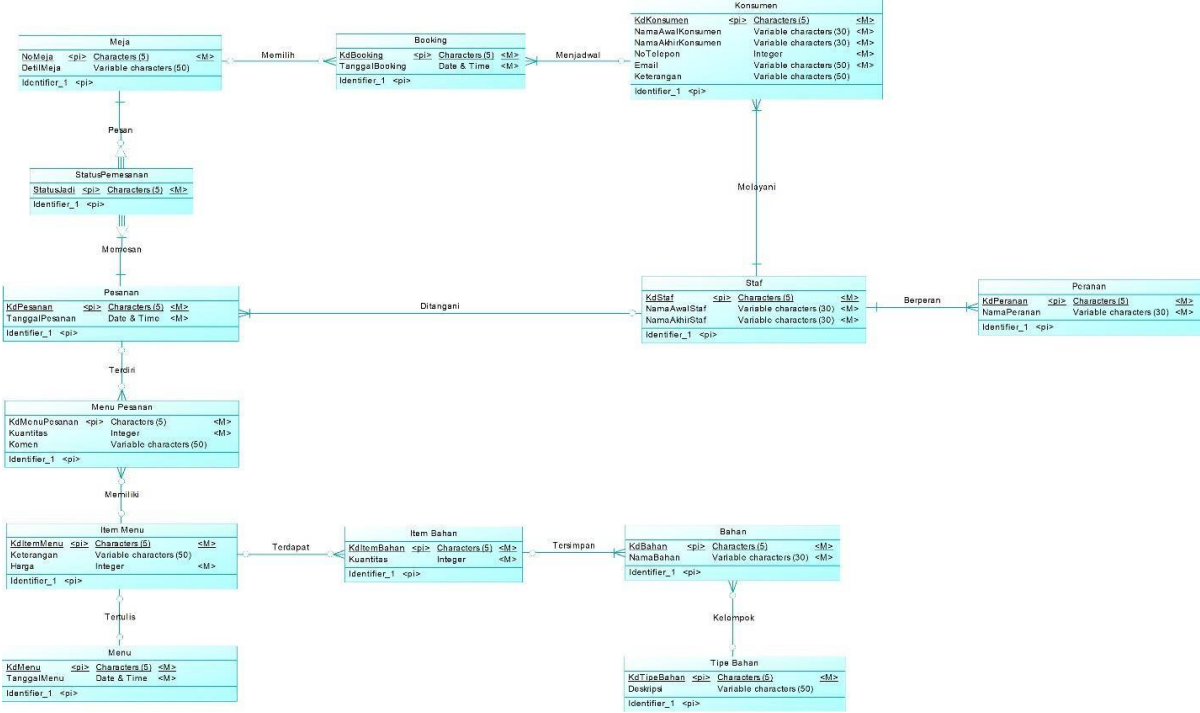 Konsumen
KdKonsumen <pi> Characters (5) <M>
NamaAwalKonsumen Variable characters (30) <M>
NamaAkhirKonsumen Variable characters (30) <M>
NoTelepon Integer <M>
Email Variable characters (50) <M>
Keterangan Variable characters (50)
Identifier_1 <pi>
Meja
NoMeja <pi> Characters (5) <M>
DetilMeja Variable characters (50)
Identifier_1 <pi>
Memilih
Booking
KdBooking <pi> Characters (5) <M>
TanggalBooking Date & Time <M>
Identifier_1 <pi>
Menjadwal
Pesan
StatusPemesanan
StatusJadi <pi> Characters (5) <M>
Identifier_1 <pi>
Melayani
Memesan
Pesanan
KdPesanan <pi> Characters (5) <M>
TanggalPesanan Date & Time <M>
Identifier_1 <pi>
Ditangani
Staf
KdStaf <pi> Characters (5) <M>
NamaAwalStaf Variable characters (30) <M>
NamaAkhirStaf Variable characters (30) <M>
Identifier_1 <pi>
Berperan
Peranan
KdPeranan <pi> Characters (5) <M>
NamaPeranan Variable characters (30) <M>
Identifier_1 <pi>
Terdiri
Menu Pesanan
KdMenuPesanan <pi> Characters (5) <M>
Kuantitas Integer <M>
Komen Variable characters (50)
Identifier_1 <pi>
Memiliki
Item Menu
KdItemMenu <pi> Characters (5) <M>
Keterangan Variable characters (50)
Harga Integer <M>
Identifier_1 <pi>
Terdapat
Item Bahan
KdItemBahan <pi> Characters (5) <M>
Kuantitas Integer <M>
Identifier_1 <pi>
Tersimpan
Bahan
KdBahan <pi> Characters (5) <M>
NamaBahan Variable characters (30) <M>
Identifier_1 <pi>
Tertulis
Kelompok
Menu
KdMenu <pi> Characters (5) <M>
TanggalMenu Date & Time <M>
Identifier_1 <pi>
Tipe Bahan
KdTipeBahan <pi> Characters (5) <M>
Deskripsi Variable characters (50)
Identifier_1 <pi>